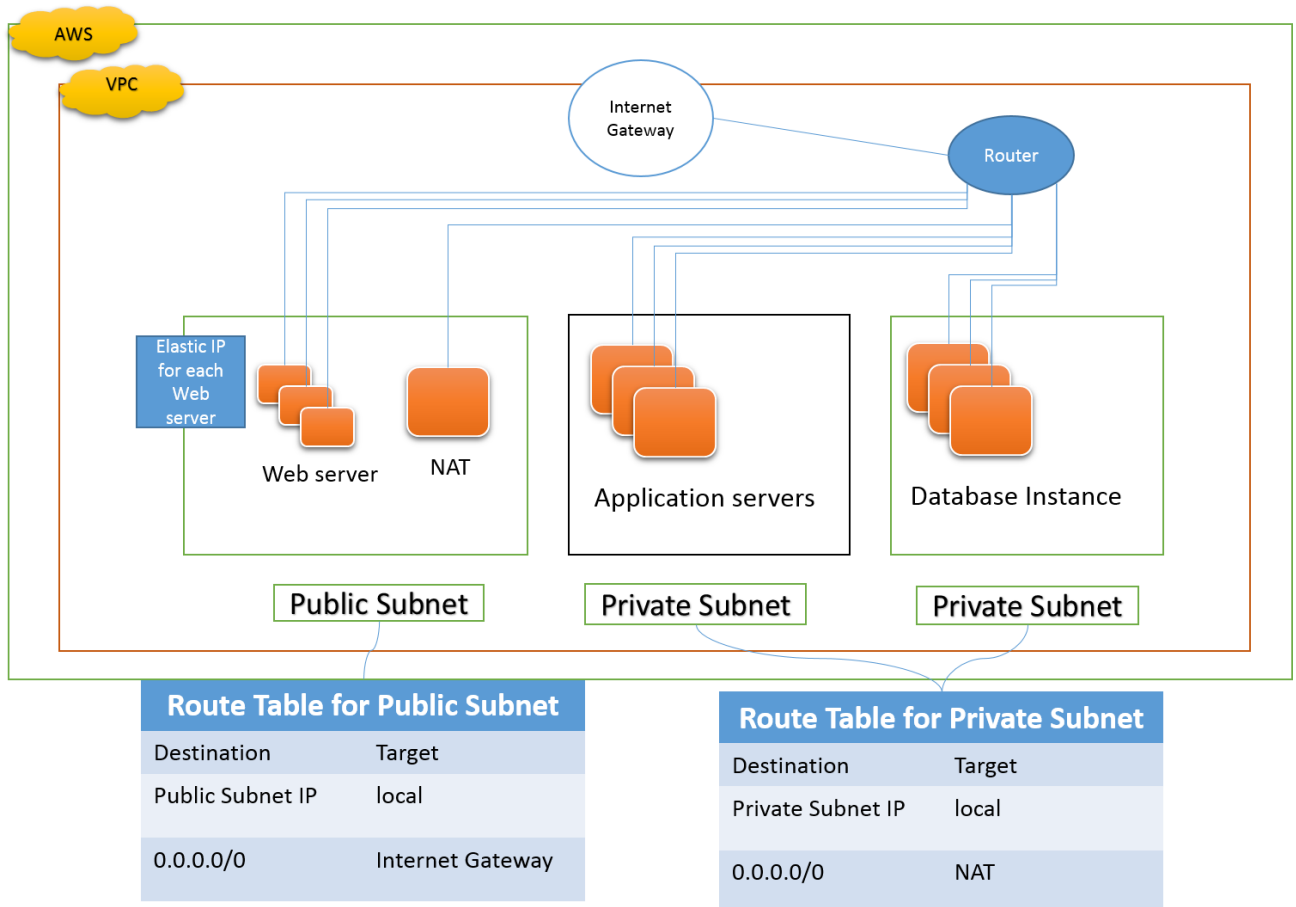 AWS
VPC
Internet
Gateway
Router
Elastic IP
for each
Web
server
Web server
NAT
Application servers
Database Instance
Public Subnet
Private Subnet
Private Subnet
Route Table for Public Subnet
Destination Target
Public Subnet IP local
0.0.0.0/0 Internet Gateway
Route Table for Private Subnet
Destination Target
Private Subnet IP local
0.0.0.0/0 NAT